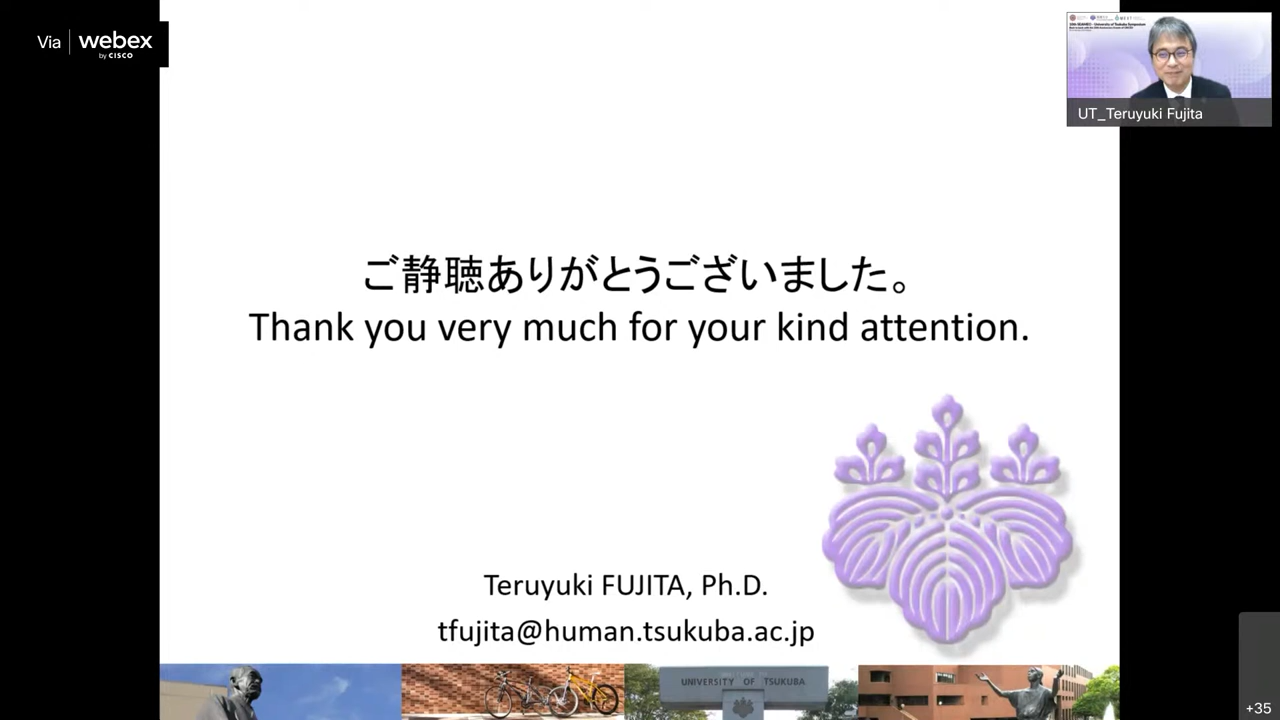 Via webex
by CISCO
UT_Teruyuki Fujita
ご静聴ありがとうございました。
Thank you very much for your kind attention.
Teruyuki FUJITA, Ph.D.
tfujita@human.tsukuba.ac.jp
UNIVERSITY OF TSUKUBA
+35